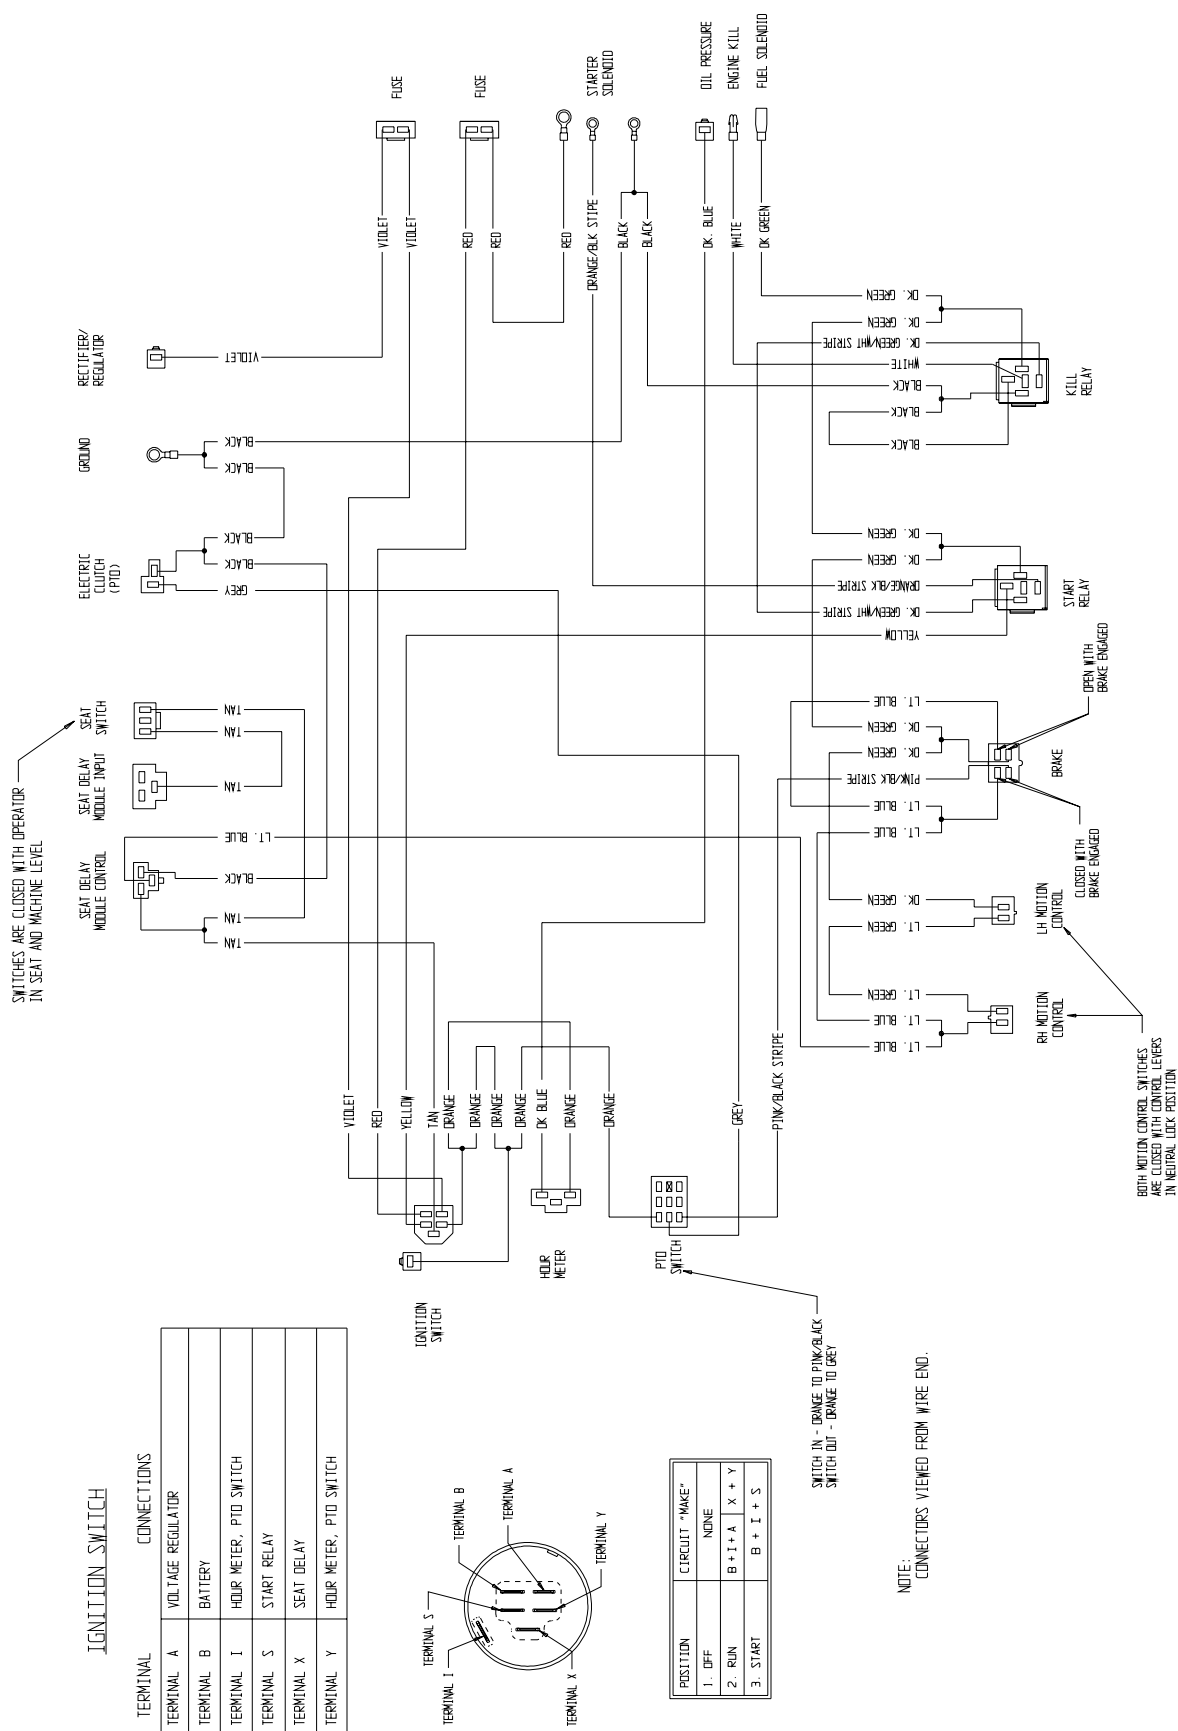 IGNITION SWITCH
TERMINAL CONNECTIONS
TERMINAL A VOLTAGE REGULATOR
TERMINAL B BATTERY
TERMINAL I HOUR METER, PTO SWITCH
TERMINAL S START RELAY
TERMINAL X SEAT DELAY
TERMINAL Y HOUR METER, PTO SWITCH
TERMINAL I
TERMINAL S
TERMINAL B
TERMINAL A
TERMINAL X
TERMINAL Y
POSITION CIRCUIT "MAKE"
1. OFF NONE
2. RUN B+I+A X + Y
3. START B + I + S
NOTE:
CONNECTORS VIEWED FROM WIRE END.
SWITCHES ARE CLOSED WITH OPERATOR
IN SEAT AND MACHINE LEVEL
SEAT DELAY
MODULE CONTROL
SEAT DELAY
MODULE INPUT
SEAT
SWITCH
ELECTRIC
CLUTCH
(PTO)
GROUND
RECTIFIER/
REGULATOR
TAN
TAN
BLACK
LT. BLUE
TAN
TAN
TAN
GREY
BLACK
BLACK
BLACK
BLACK
VIOLET
IGNITION
SWITCH
VIOLET
RED
YELLOW
TAN
ORANGE
ORANGE
ORANGE
ORANGE
DK BLUE
ORANGE
ORANGE
GREY
PINK/BLACK STRIPE
HOUR
METER
PTO
SWITCH
SWITCH IN - ORANGE TO PINK/BLACK
SWITCH OUT - ORANGE TO GREY
VIOLET
VIOLET
RED
RED
RED
ORANGE/BLK STIPE
BLACK
BLACK
DK. BLUE
WHITE
DK GREEN
FUSE
FUSE
STARTER
SOLENOID
OIL PRESSURE
ENGINE KILL
FUEL SOLENOID
LT. BLUE
LT. BLUE
LT. GREEN
LT. GREEN
DK. GREEN
LT. BLUE
LT. BLUE
PINK/BLK STRIPE
DK. GREEN
DK. GREEN
LT. BLUE
YELLOW
DK. GREEN/WHT STRIPE
ORANGE/BLK STRIPE
DK. GREEN
DK. GREEN
BLACK
BLACK
BLACK
WHITE
DK. GREEN/WHT STRIPE
DK. GREEN
DK. GREEN
RH MOTION
CONTROL
LH MOTION
CONTROL
BRAKE
START
RELAY
KILL
RELAY
CLOSED WITH
BRAKE ENGAGED
OPEN WITH
BRAKE ENGAGED
BOTH MOTION CONTROL SWITCHES
ARE CLOSED WITH CONTROL LEVERS
IN NEUTRAL LOCK POSITION